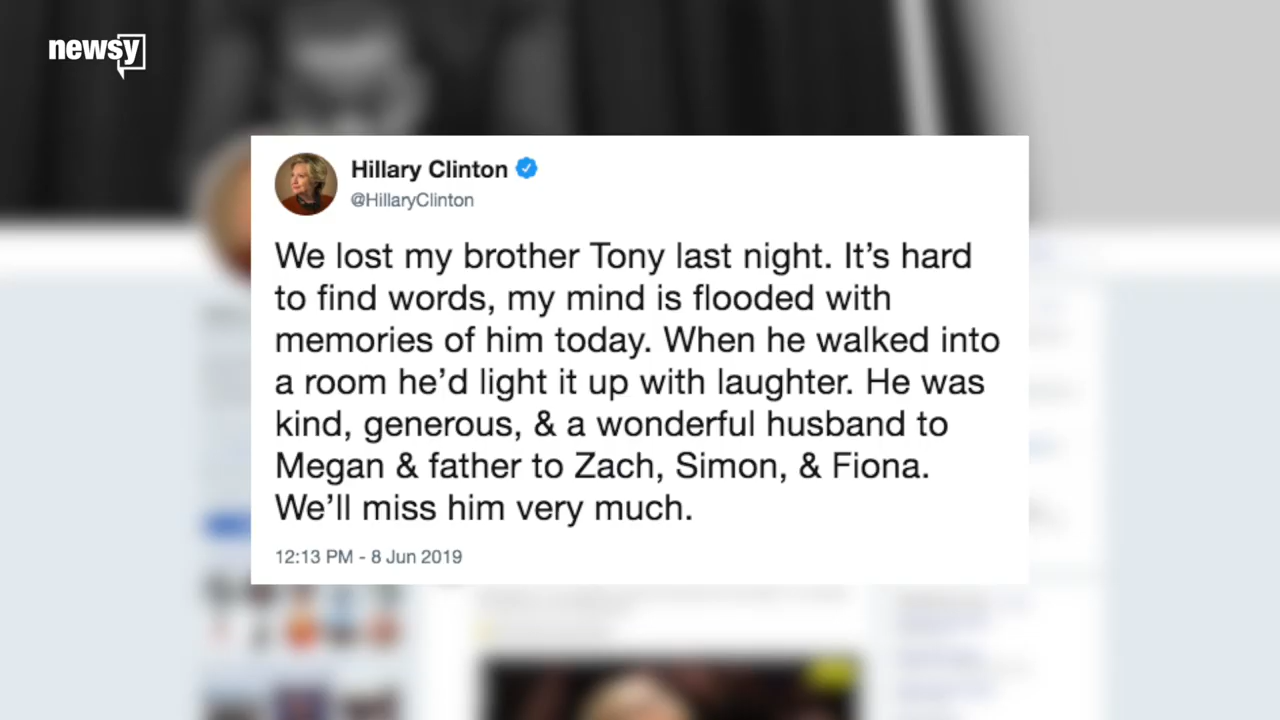 newsy
Hillary Clinton
@HillaryClinton
We lost my brother Tony last night. It’s hard
to find words, my mind is flooded with
memories of him today. When he walked into
a room he’d light it up with laughter. He was
kind, generous, & a wonderful husband to
Megan & father to Zach, Simon, & Fiona.
We’ll miss him very much.
12:13 PM - 8 Jun 2019